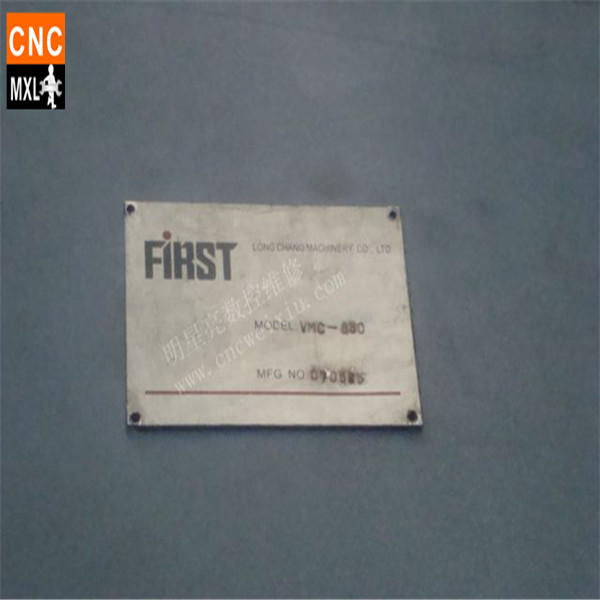 CNC
MXL
FIRST
LONG CHANG MACHINERY CO., LTD
MODEL VMC-
MFG NO
明星亮数控维修
www.cncweixiu.com